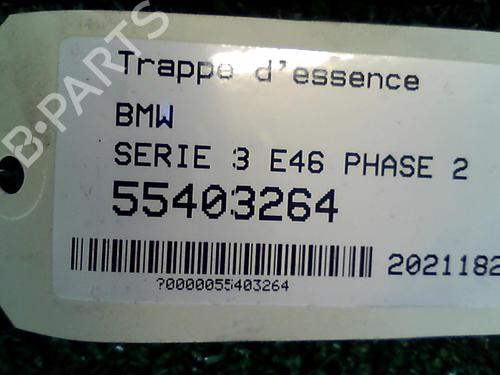 Trappe d'essence
BMW
SERIE 3 E46 PHASE 2
55403264
2021182
?0000055403264
B-PARTS